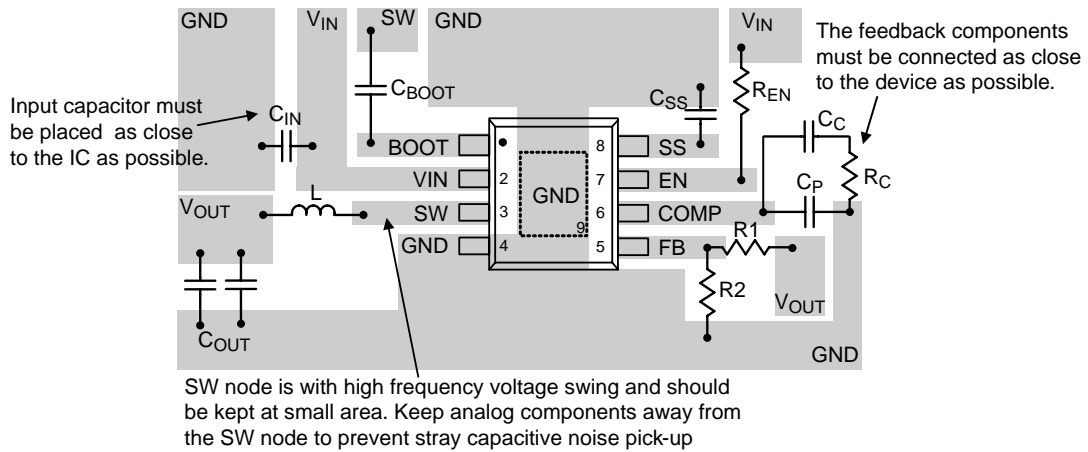 GND
VIN
SW
GND
VIN
The feedback components
must be connected as close
to the device as possible.
Input capacitor must
be placed as close
to the IC as possible.
CIN
CBOOT
CSS
REN
CC
RC
CP
BOOT
8
SS
VIN
2
GND
7
EN
VOUT
L
SW
3
6
COMP
GND
4
9
5
FB
R1
R2
VOUT
COUT
GND
SW node is with high frequency voltage swing and should
be kept at small area. Keep analog components away from
the SW node to prevent stray capacitive noise pick-up